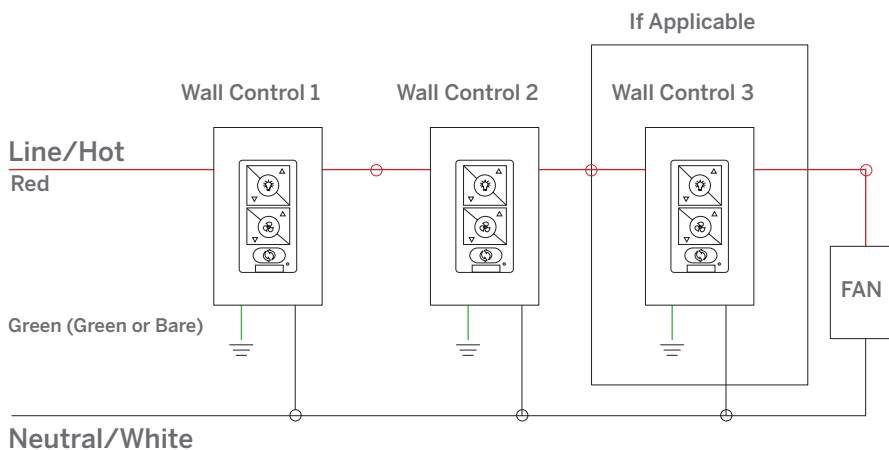 If Applicable
Wall Control 1
Wall Control 2
Wall Control 3
Line/Hot
Red
FAN
Green (Green or Bare)
Neutral/White